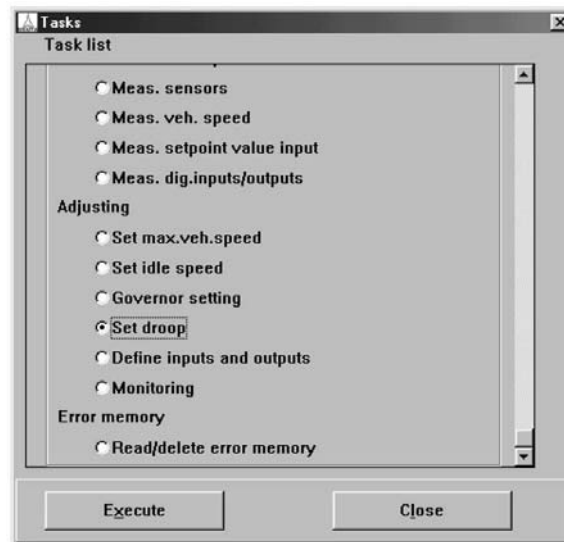 Tasks
Task list
Meas. sensors
Meas. veh. speed
Meas. setpoint value input
Meas. dig.inputs/outputs
Adjusting
Set max.veh.speed
Set idle speed
Governor setting
Set droop
Define inputs and outputs
Monitoring
Error memory
Read/delete error memory
Execute
Close